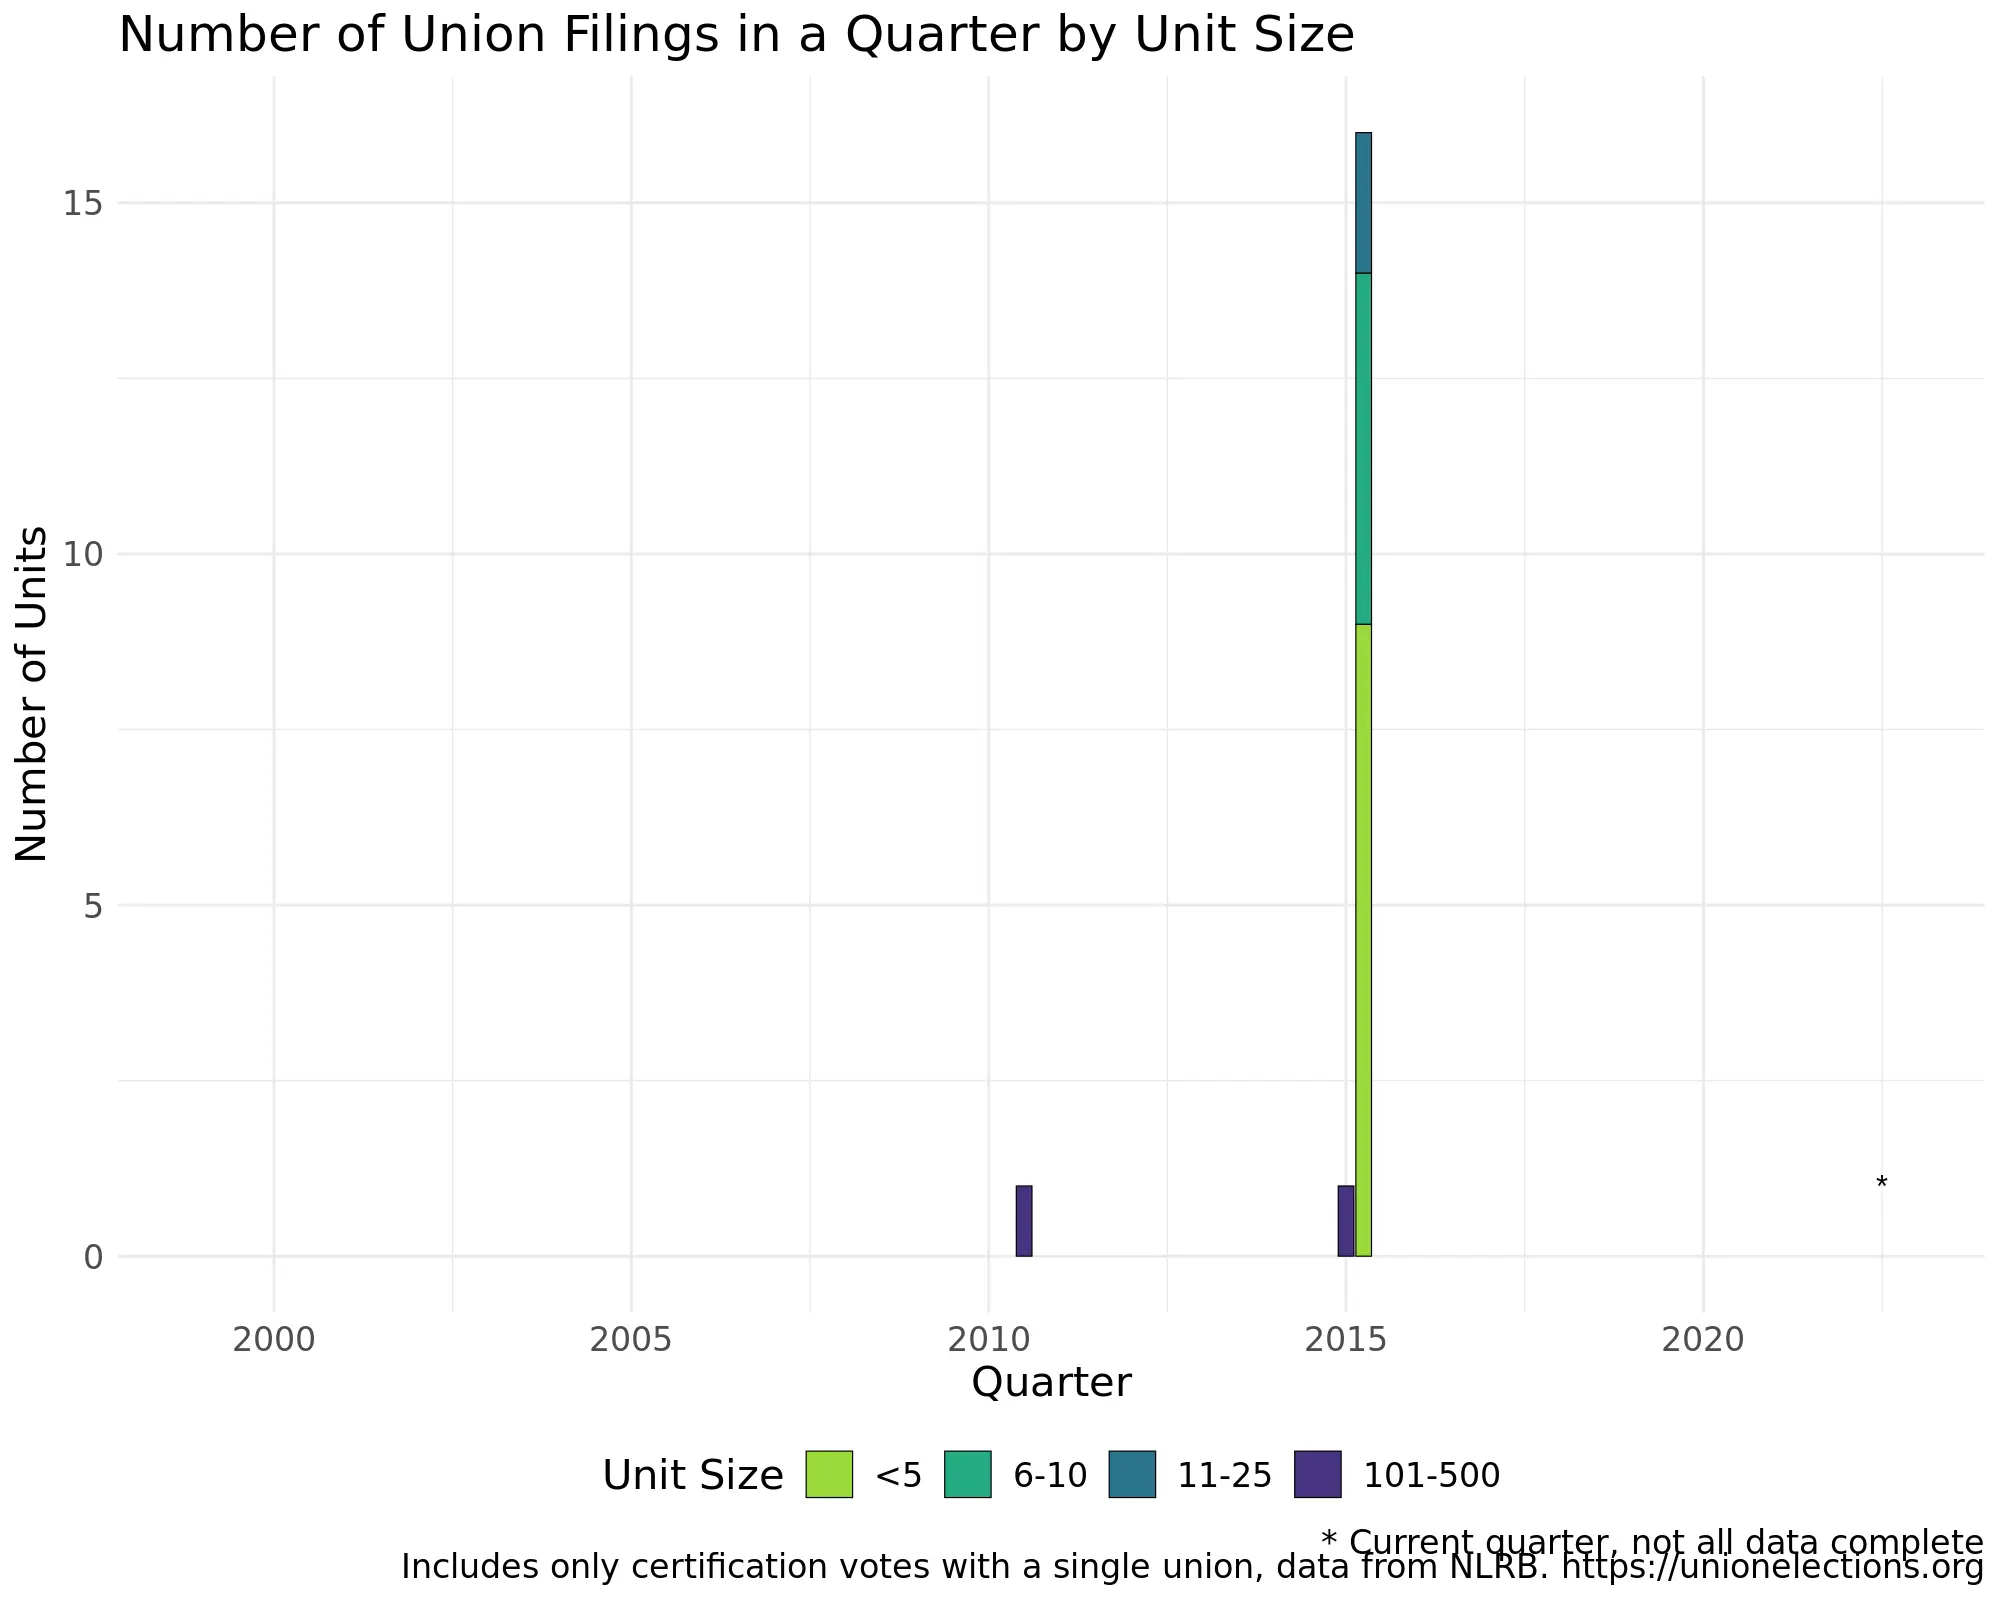 Number of Union Filings in a Quarter by Unit Size
Number of Units
15
10
5
0
*
2000 2005 2010 2015 2020
Quarter
Unit Size <5 6-10 11-25 101-500
* Current quarter, not all data complete
Includes only certification votes with a single union, data from NLRB. https://unionelections.org